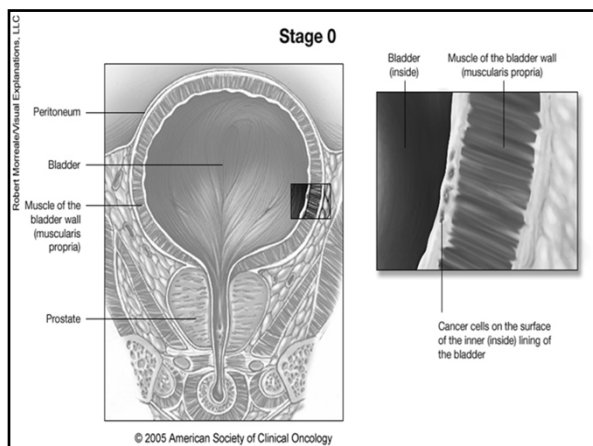 Robert Morreale/Visual Explanations, LLC
Stage 0
Peritoneum
Bladder
Muscle of the
bladder wall
(muscularis
propria)
Prostate
Bladder
(inside)
Muscle of the bladder wall
(muscularis propria)
Cancer cells on the surface
of the inner (inside) lining of
the bladder
© 2005 American Society of Clinical Oncology